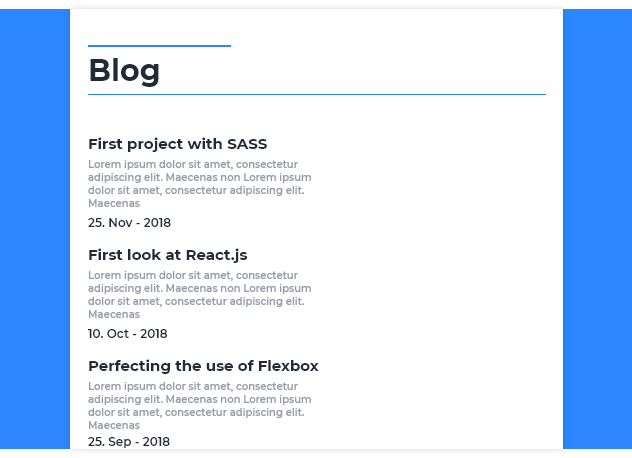 Blog
First project with SASS
Lorem ipsum dolor sit amet, consectetur
adipiscing elit. Maecenas non Lorem ipsum
dolor sit amet, consectetur adipiscing elit.
Maecenas
25. Nov - 2018
First look at React.js
Lorem ipsum dolor sit amet, consectetur
adipiscing elit. Maecenas non Lorem ipsum
dolor sit amet, consectetur adipiscing elit.
Maecenas
10. Oct - 2018
Perfecting the use of Flexbox
Lorem ipsum dolor sit amet, consectetur
adipiscing elit. Maecenas non Lorem ipsum
dolor sit amet, consectetur adipiscing elit.
Maecenas
25. Sep - 2018